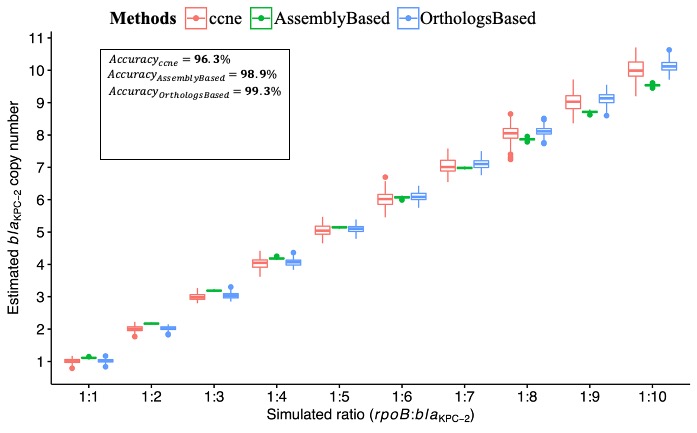 Methods ccne AssemblyBased OrthologsBased
Accuracy_ccne = 96.3%
Accuracy_AssemblyBased = 98.9%
Accuracy_OrthologsBased = 99.3%
Estimated bla_KPC−2 copy number
11
10
9
8
7
6
5
4
3
2
1
1:1 1:2 1:3 1:4 1:5 1:6 1:7 1:8 1:9 1:10
Simulated ratio (rpoB:bla_KPC−2)